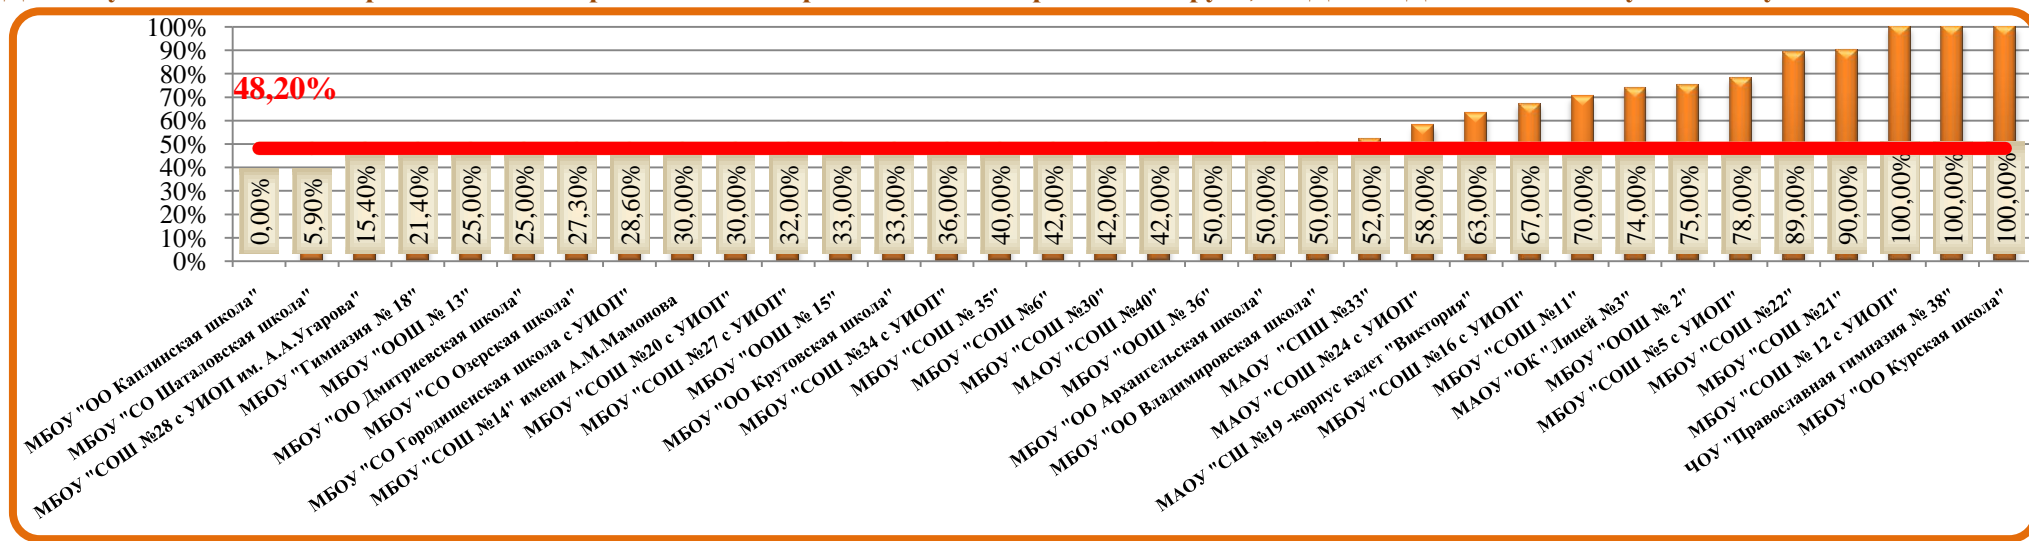 100%
90%
80%
70%
60%
50%
40%
30%
20%
10%
0%
48,20%
0,00%
5,90%
15,40%
21,40%
25,00%
25,00%
27,30%
28,60%
30,00%
30,00%
32,00%
33,00%
33,00%
36,00%
40,00%
42,00%
42,00%
42,00%
50,00%
50,00%
50,00%
52,00%
58,00%
63,00%
67,00%
70,00%
74,00%
75,00%
78,00%
89,00%
90,00%
100,00%
100,00%
100,00%
МБОУ "ОО Каплинская школа"
МБОУ "СО Шаталовская школа"
МБОУ "СОШ №28 с УИОП им. А.А.Угарова"
МБОУ "Гимназия № 18"
МБОУ "ООШ № 13"
МБОУ "ОО Дмитриевская школа"
МБОУ "СО Озерская школа"
МБОУ "СО Городищенская школа с УИОП"
МБОУ "СОШ №14" имени А.М.Мамонова
МБОУ "СОШ №20 с УИОП"
МБОУ "СОШ №27 с УИОП"
МБОУ "ООШ № 15"
МБОУ "ОО Крутовская школа"
МБОУ "СОШ №34 с УИОП"
МБОУ "СОШ № 35"
МБОУ "СОШ №6"
МБОУ "СОШ №30"
МАОУ "СОШ №40"
МБОУ "ООШ № 36"
МБОУ "ОО Архангельская школа"
МБОУ "ОО Владимировская школа"
МАОУ "СПШ №33"
МАОУ "СОШ №24 с УИОП"
МАОУ "СШ №19 -корпус кадет "Виктория"
МБОУ "СОШ №16 с УИОП"
МБОУ "СОШ №11"
МАОУ "ОК "Лицей №3"
МБОУ "ООШ № 2"
МБОУ "СОШ №5 с УИОП"
МБОУ "СОШ №22"
МБОУ "СОШ №21"
МБОУ "СОШ № 12 с УИОП"
ЧОУ "Православная гимназия № 38"
МБОУ "ОО Курская школа"